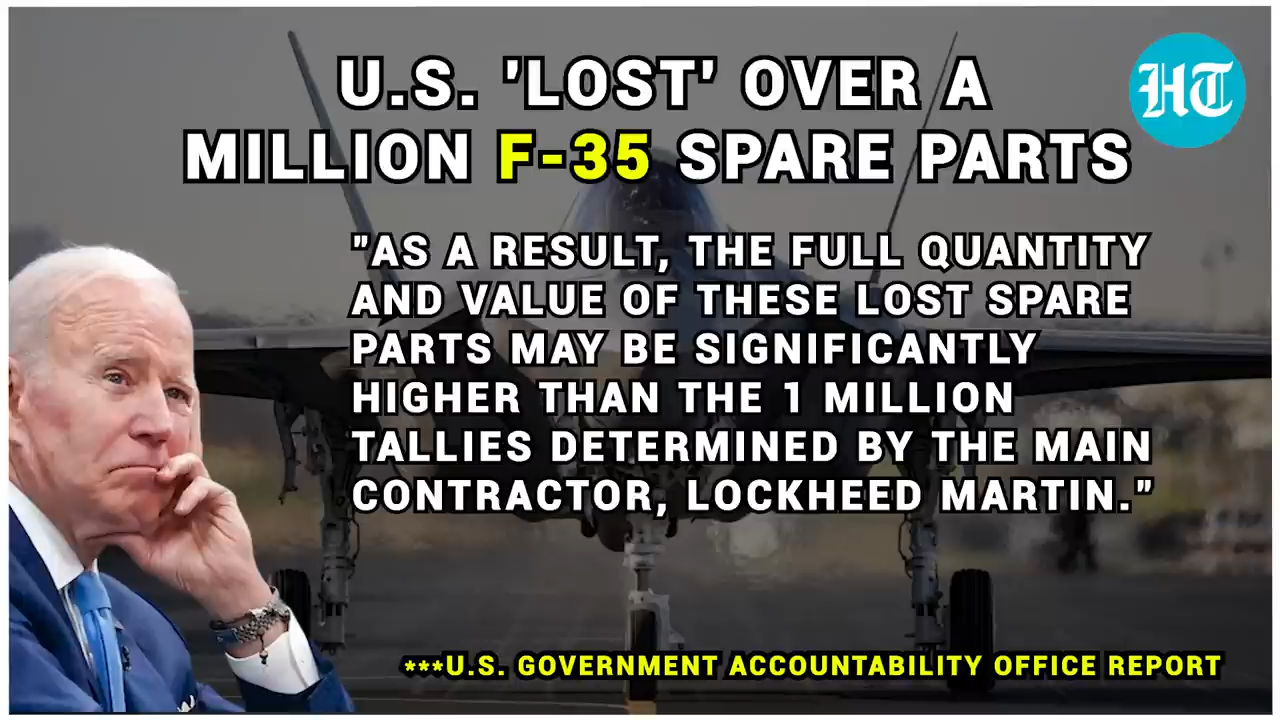 U.S. 'LOST' OVER A
MILLION F-35 SPARE PARTS
HT
"AS A RESULT, THE FULL QUANTITY
AND VALUE OF THESE LOST SPARE
PARTS MAY BE SIGNIFICANTLY
HIGHER THAN THE 1 MILLION
TALLIES DETERMINED BY THE MAIN
CONTRACTOR, LOCKHEED MARTIN."
***U.S. GOVERNMENT ACCOUNTABILITY OFFICE REPORT